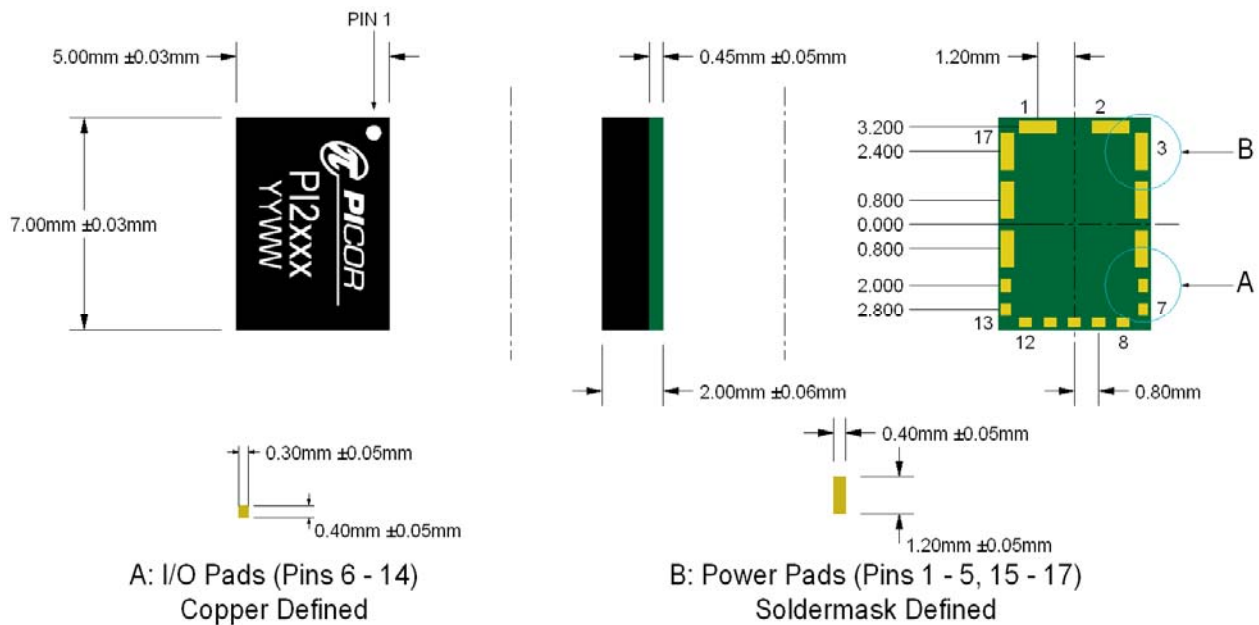 PIN 1
5.00mm ±0.03mm
0.45mm ±0.05mm
1.20mm
1
2
3.200
17
3
B
2.400
PICOR
PI2xxx
YYWW
0.800
7.00mm ±0.03mm
0.000
0.800
2.000
A
2.800
7
13
12
8
2.00mm ±0.06mm
0.80mm
0.30mm ±0.05mm
0.40mm ±0.05mm
0.40mm ±0.05mm
1.20mm ±0.05mm
A: I/O Pads (Pins 6 - 14)
Copper Defined
B: Power Pads (Pins 1 - 5, 15 - 17)
Soldermask Defined